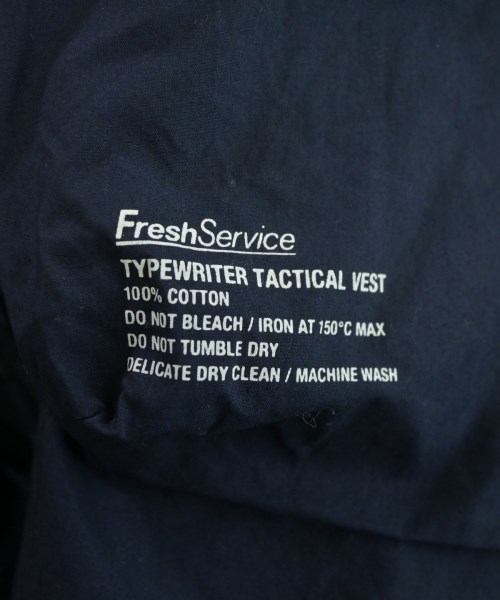 FreshService
TYPEWRITER TACTICAL VEST
100% COTTON
DO NOT BLEACH / IRON AT 150°C MAX
DO NOT TUMBLE DRY
DELICATE DRY CLEAN / MACHINE WASH